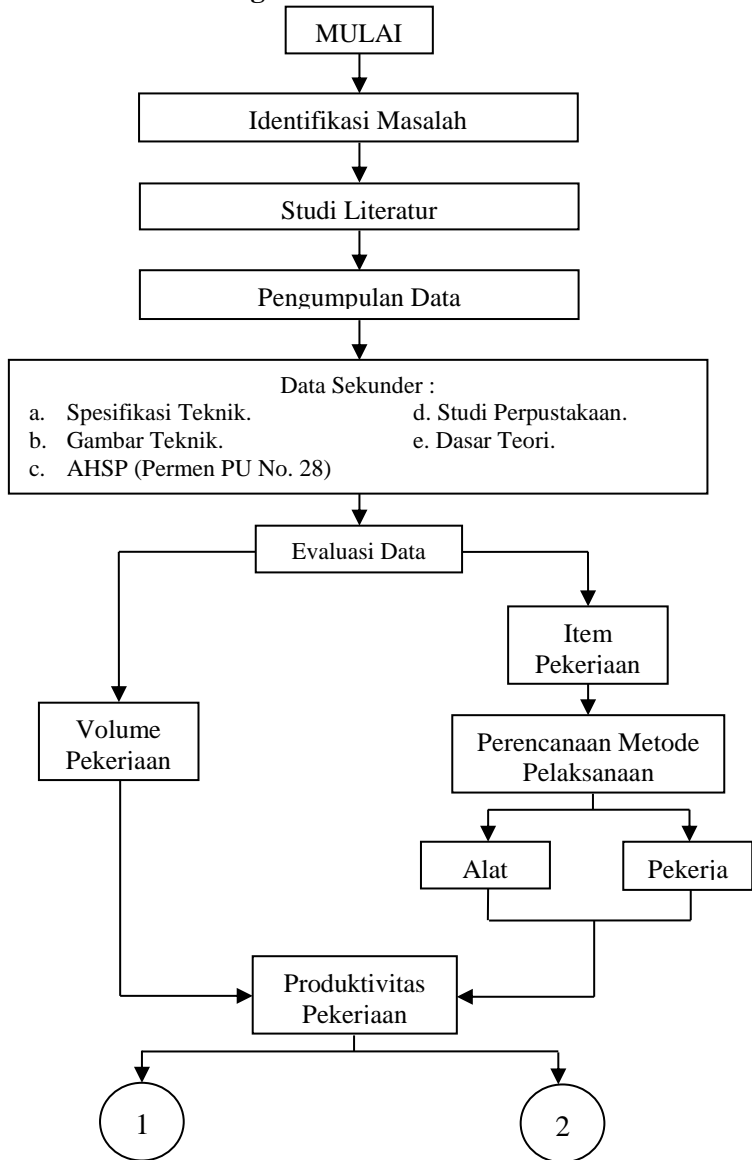 MULAI
Identifikasi Masalah
Studi Literatur
Pengumpulan Data
Data Sekunder :
a. Spesifikasi Teknik.
b. Gambar Teknik.
c. AHSP (Permen PU No. 28)
d. Studi Perpustakaan.
e. Dasar Teori.
Evaluasi Data
Item
Pekerjaan
Volume
Pekerjaan
Perencanaan Metode
Pelaksanaan
Alat
Pekerja
Produktivitas
Pekerjaan
1
2